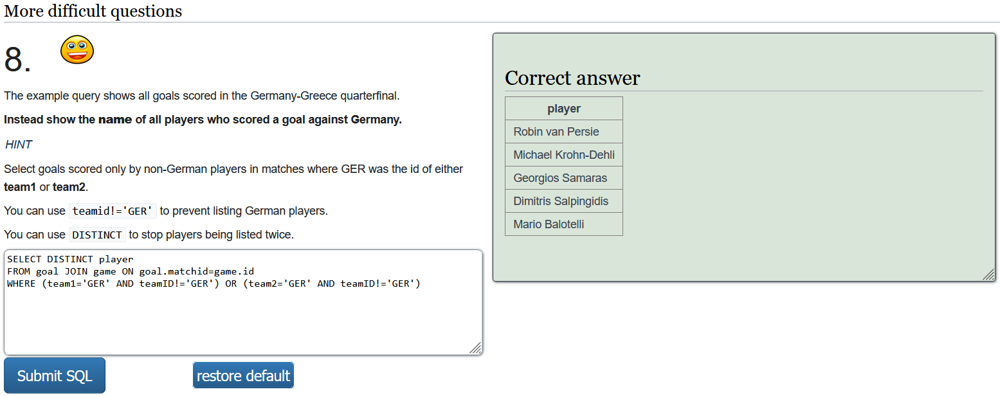 More difficult questions
8.
The example query shows all goals scored in the Germany-Greece quarterfinal.
Instead show the name of all players who scored a goal against Germany.
HINT
Select goals scored only by non-German players in matches where GER was the id of either
team1 or team2.
You can use teamid!='GER' to prevent listing German players.
You can use DISTINCT to stop players being listed twice.
SELECT DISTINCT player
FROM goal JOIN game ON goal.matchid=game.id
WHERE (team1='GER' AND teamID!='GER') OR (team2='GER' AND teamID!='GER')
Submit SQL
restore default
Correct answer
player
Robin van Persie
Michael Krohn-Dehli
Georgios Samaras
Dimitris Salpingidis
Mario Balotelli